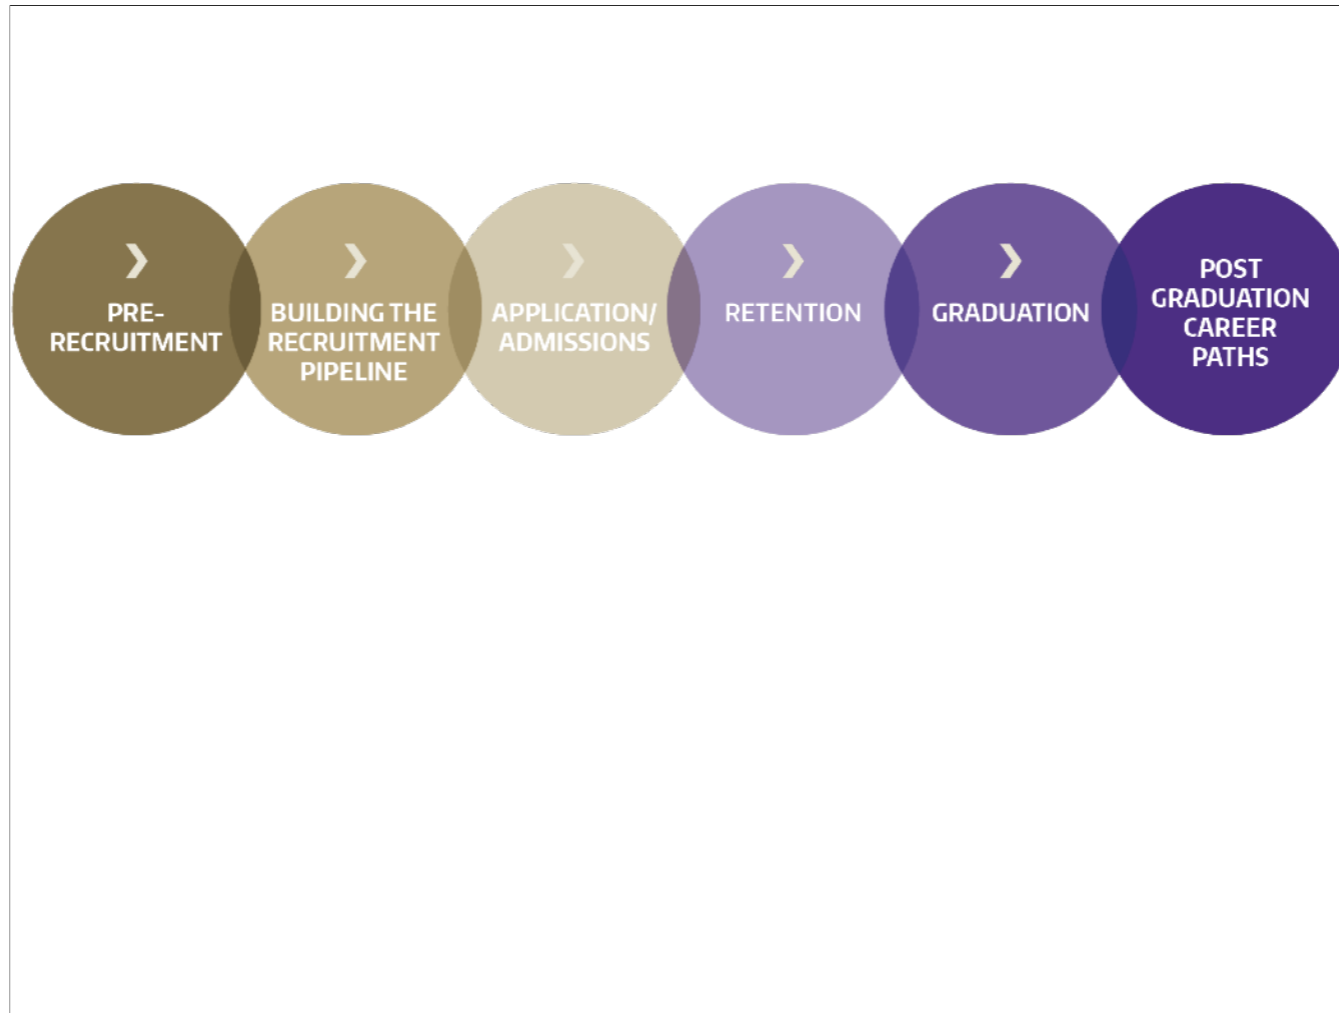 PRE-
RECRUITMENT
BUILDING THE
RECRUITMENT
PIPELINE
APPLICATION/
ADMISSIONS
RETENTION
GRADUATION
POST
GRADUATION
CAREER
PATHS